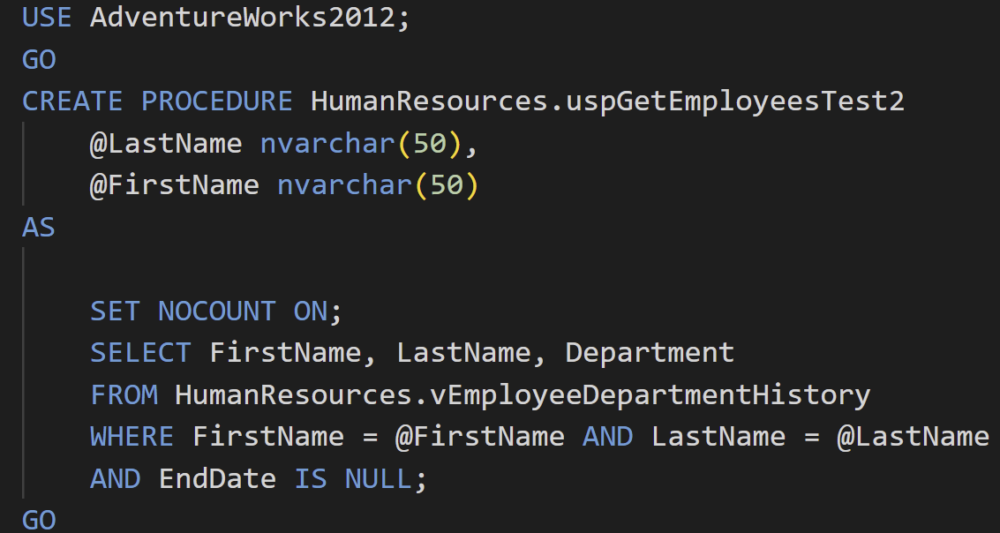 USE AdventureWorks2012;
GO
CREATE PROCEDURE HumanResources.uspGetEmployeesTest2
@LastName nvarchar(50),
@FirstName nvarchar(50)
AS
SET NOCOUNT ON;
SELECT FirstName, LastName, Department
FROM HumanResources.vEmployeeDepartmentHistory
WHERE FirstName = @FirstName AND LastName = @LastName
AND EndDate IS NULL;
GO